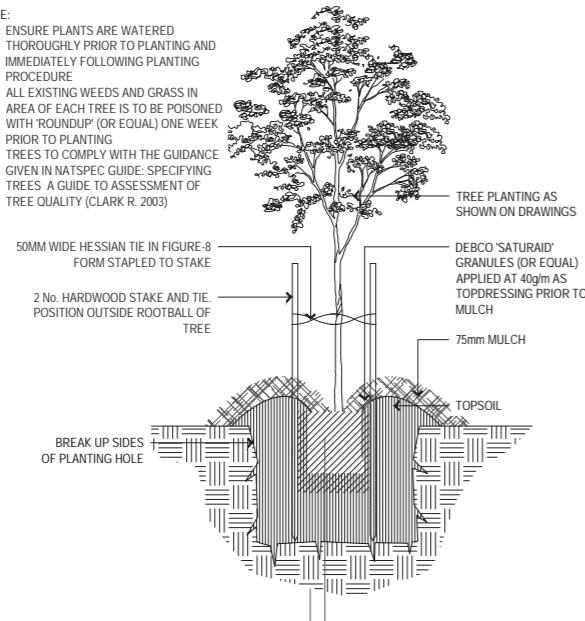 E:
ENSURE PLANTS ARE WATERED
THOROUGHLY PRIOR TO PLANTING AND
IMMEDIATELY FOLLOWING PLANTING
PROCEDURE
ALL EXISTING WEEDS AND GRASS IN
AREA OF EACH TREE IS TO BE POISONED
WITH 'ROUNDUP' (OR EQUAL) ONE WEEK
PRIOR TO PLANTING
TREES TO COMPLY WITH THE GUIDANCE
GIVEN IN NATSPEC GUIDE: SPECIFYING
TREES A GUIDE TO ASSESSMENT OF
TREE QUALITY (CLARK R. 2003)
50MM WIDE HESSIAN TIE IN FIGURE-8
FORM STAPLED TO STAKE
2 No. HARDWOOD STAKE AND TIE.
POSITION OUTSIDE ROOTBALL OF
TREE
BREAK UP SIDES
OF PLANTING HOLE
TREE PLANTING AS
SHOWN ON DRAWINGS
DEBCO 'SATURAID'
GRANULES (OR EQUAL)
APPLIED AT 40g/m AS
TOPDRESSING PRIOR TO
MULCH
75mm MULCH
TOPSOIL